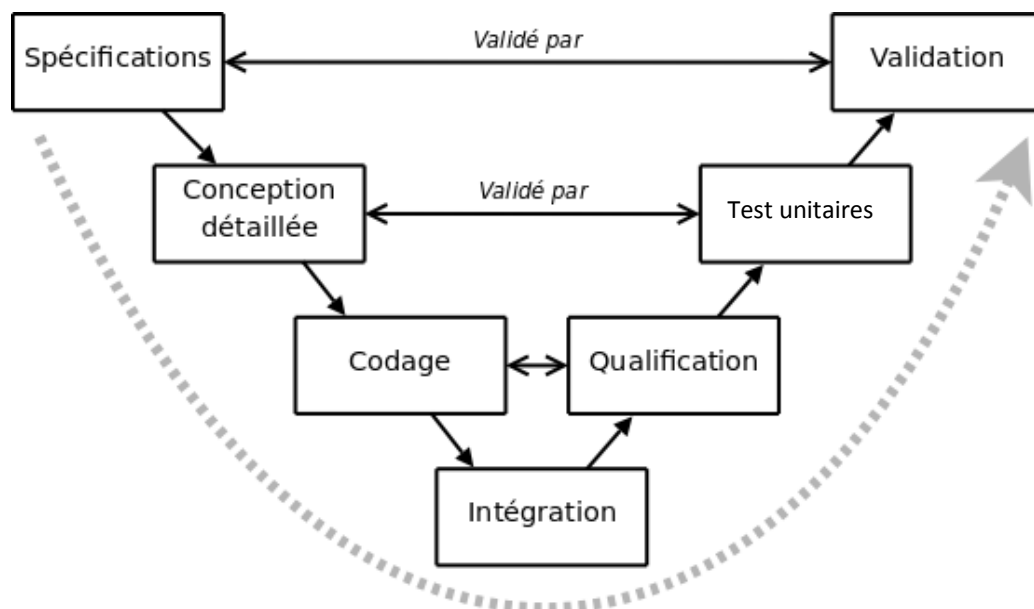 Spécifications
Validé par
Validation
Conception
détaillée
Validé par
Test unitaires
Codage
Qualification
Intégration